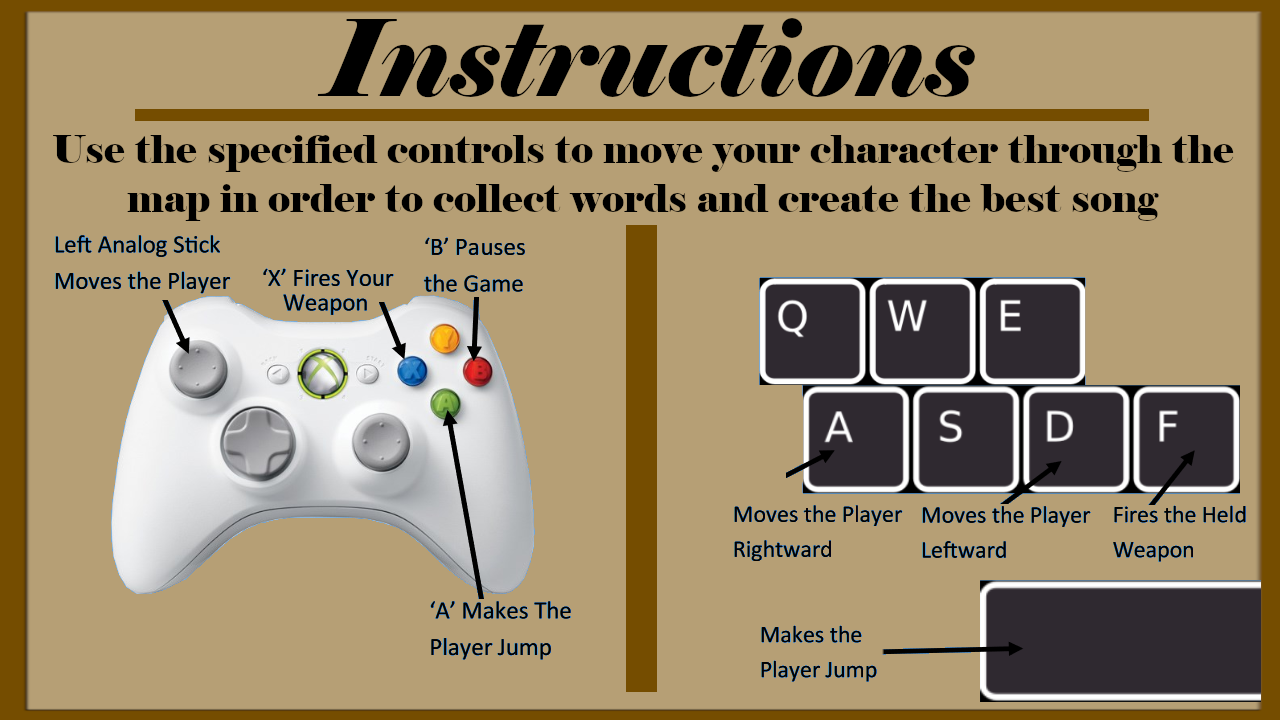 Instructions
Use the specified controls to move your character through the
map in order to collect words and create the best song
Left Analog Stick
Moves the Player
‘X’ Fires Your
Weapon
‘B’ Pauses
the Game
Y
X
B
A
‘A’ Makes The
Player Jump
Q W E
A S D F
Moves the Player
Rightward
Moves the Player
Leftward
Fires the Held
Weapon
Makes the
Player Jump